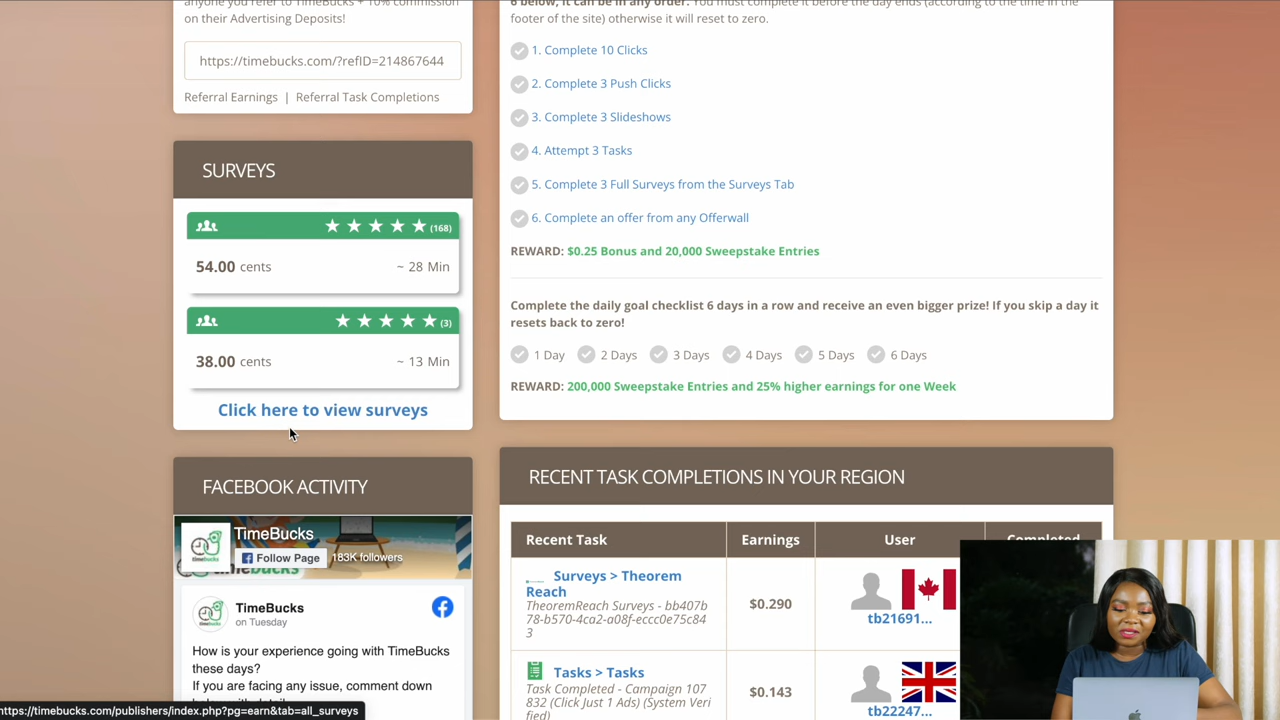 anyone you refer to TimeBucks + 10% commission
on their Advertising Deposits!
https://timebucks.com/?refID=214867644
Referral Earnings | Referral Task Completions
SURVEYS
(168)
54.00 cents
~ 28 Min
(3)
38.00 cents
~ 13 Min
Click here to view surveys
FACEBOOK ACTIVITY
TimeBucks
Follow Page
183K followers
timebucks
TimeBucks
on Tuesday
How is your experience going with TimeBucks
these days?
If you are facing any issue, comment down
https://timebucks.com/publishers/index.php?pg=earn&tab=all_surveys
6 below, it can be in any order. You must complete it before the day ends (according to the time in the
footer of the site) otherwise it will reset to zero.
1. Complete 10 Clicks
2. Complete 3 Push Clicks
3. Complete 3 Slideshows
4. Attempt 3 Tasks
5. Complete 3 Full Surveys from the Surveys Tab
6. Complete an offer from any Offerwall
REWARD: $0.25 Bonus and 20,000 Sweepstake Entries
Complete the daily goal checklist 6 days in a row and receive an even bigger prize! If you skip a day it
resets back to zero!
1 Day 2 Days 3 Days 4 Days 5 Days 6 Days
REWARD: 200,000 Sweepstake Entries and 25% higher earnings for one Week
RECENT TASK COMPLETIONS IN YOUR REGION
Recent Task Earnings User Completed
Surveys > Theorem
Reach
TheoremReach Surveys - bb407b
78-b570-4ca2-a08f-eccc0e75c84
3
$0.290
tb21691...
Tasks > Tasks
Task Completed - Campaign 107
832 (Click Just 1 Ads) (System Veri
fied)
$0.143
tb22247...